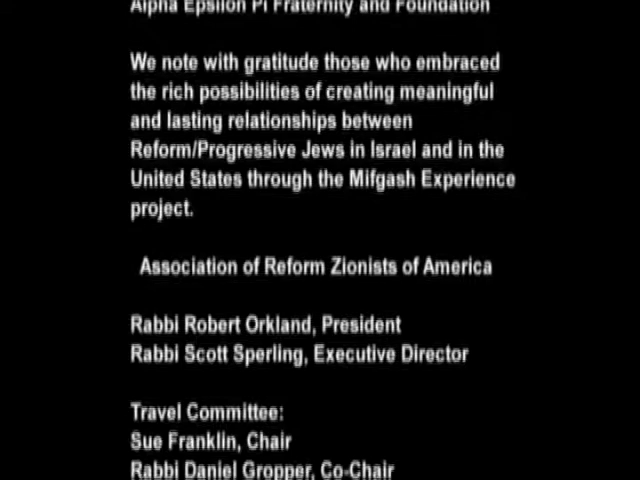 Alpha Epsilon Pi Fraternity and Foundation
We note with gratitude those who embraced
the rich possibilities of creating meaningful
and lasting relationships between
Reform/Progressive Jews in Israel and in the
United States through the Mifgash Experience
project.
Association of Reform Zionists of America
Rabbi Robert Orkland, President
Rabbi Scott Sperling, Executive Director
Travel Committee:
Sue Franklin, Chair
Rabbi Daniel Gropper, Co-Chair